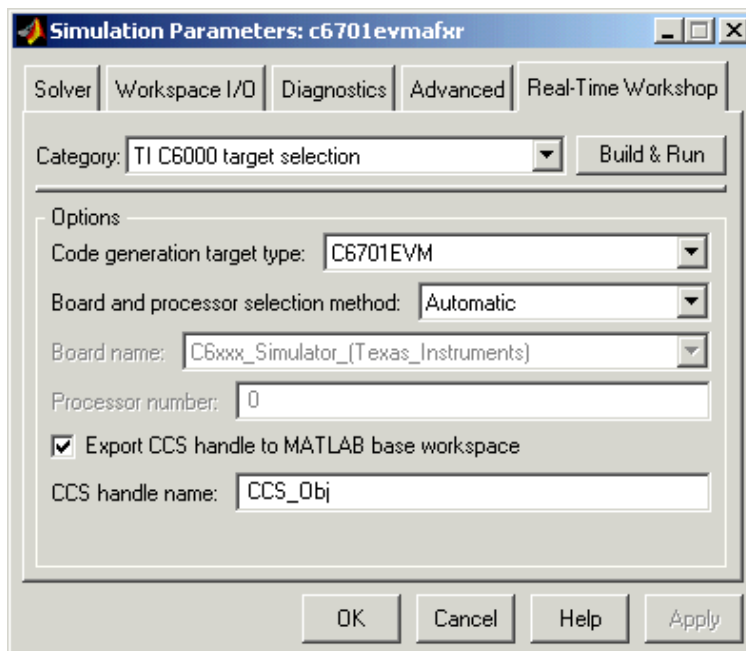 Simulation Parameters: c6701evmafxr
Solver Workspace I/O Diagnostics Advanced Real-Time Workshop
Category: TI C6000 target selection Build & Run
Options
Code generation target type: C6701EVM
Board and processor selection method: Automatic
Board name: C6xxx_Simulator_(Texas_Instruments)
Processor number: 0
Export CCS handle to MATLAB base workspace
CCS handle name: CCS_Obj
OK Cancel Help Apply